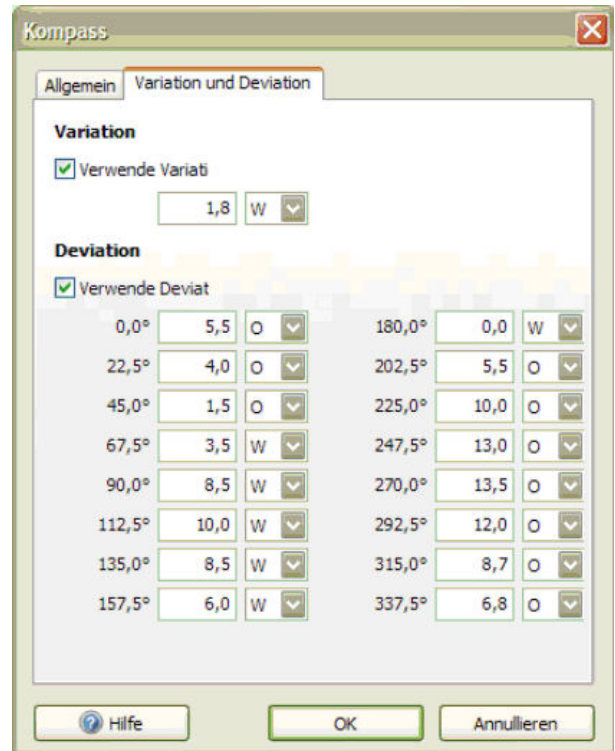 Kompass
Allgemein Variation und Deviation
Variation
Verwende Variati
1,8 W
Deviation
Verwende Deviat
0,0° 5,5 O 180,0° 0,0 W
22,5° 4,0 O 202,5° 5,5 O
45,0° 1,5 O 225,0° 10,0 O
67,5° 3,5 W 247,5° 13,0 O
90,0° 8,5 W 270,0° 13,5 O
112,5° 10,0 W 292,5° 12,0 O
135,0° 8,5 W 315,0° 8,7 O
157,5° 6,0 W 337,5° 6,8 O
Hilfe OK Annullieren